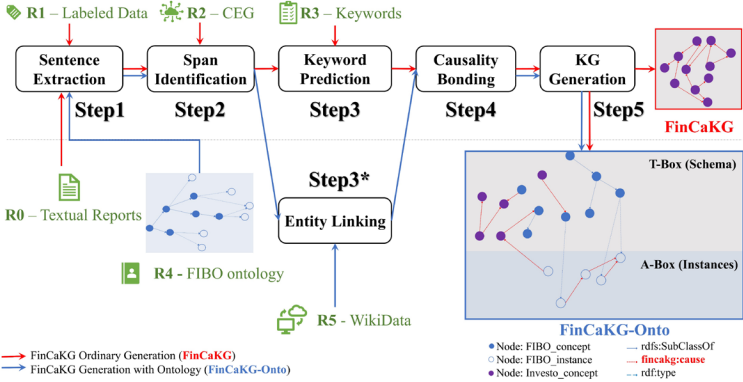 R1 – Labeled Data
R2 – CEG
R3 – Keywords
Sentence
Extraction
Span
Identification
Keyword
Prediction
Causality
Bonding
KG
Generation
Step1
Step2
Step3
Step4
Step5
FinCaKG
R0 – Textual Reports
R4 - FIBO ontology
Step3*
Entity Linking
R5 - WikiData
T-Box (Schema)
A-Box (Instances)
FinCaKG-Onto
FinCaKG Ordinary Generation (FinCaKG)
FinCaKG Generation with Ontology (FinCaKG-Onto)
Node: FIBO_concept
Node: FIBO_instance
Node: Investo_concept
rdfs:SubClassOf
fincakg:cause
rdf:type